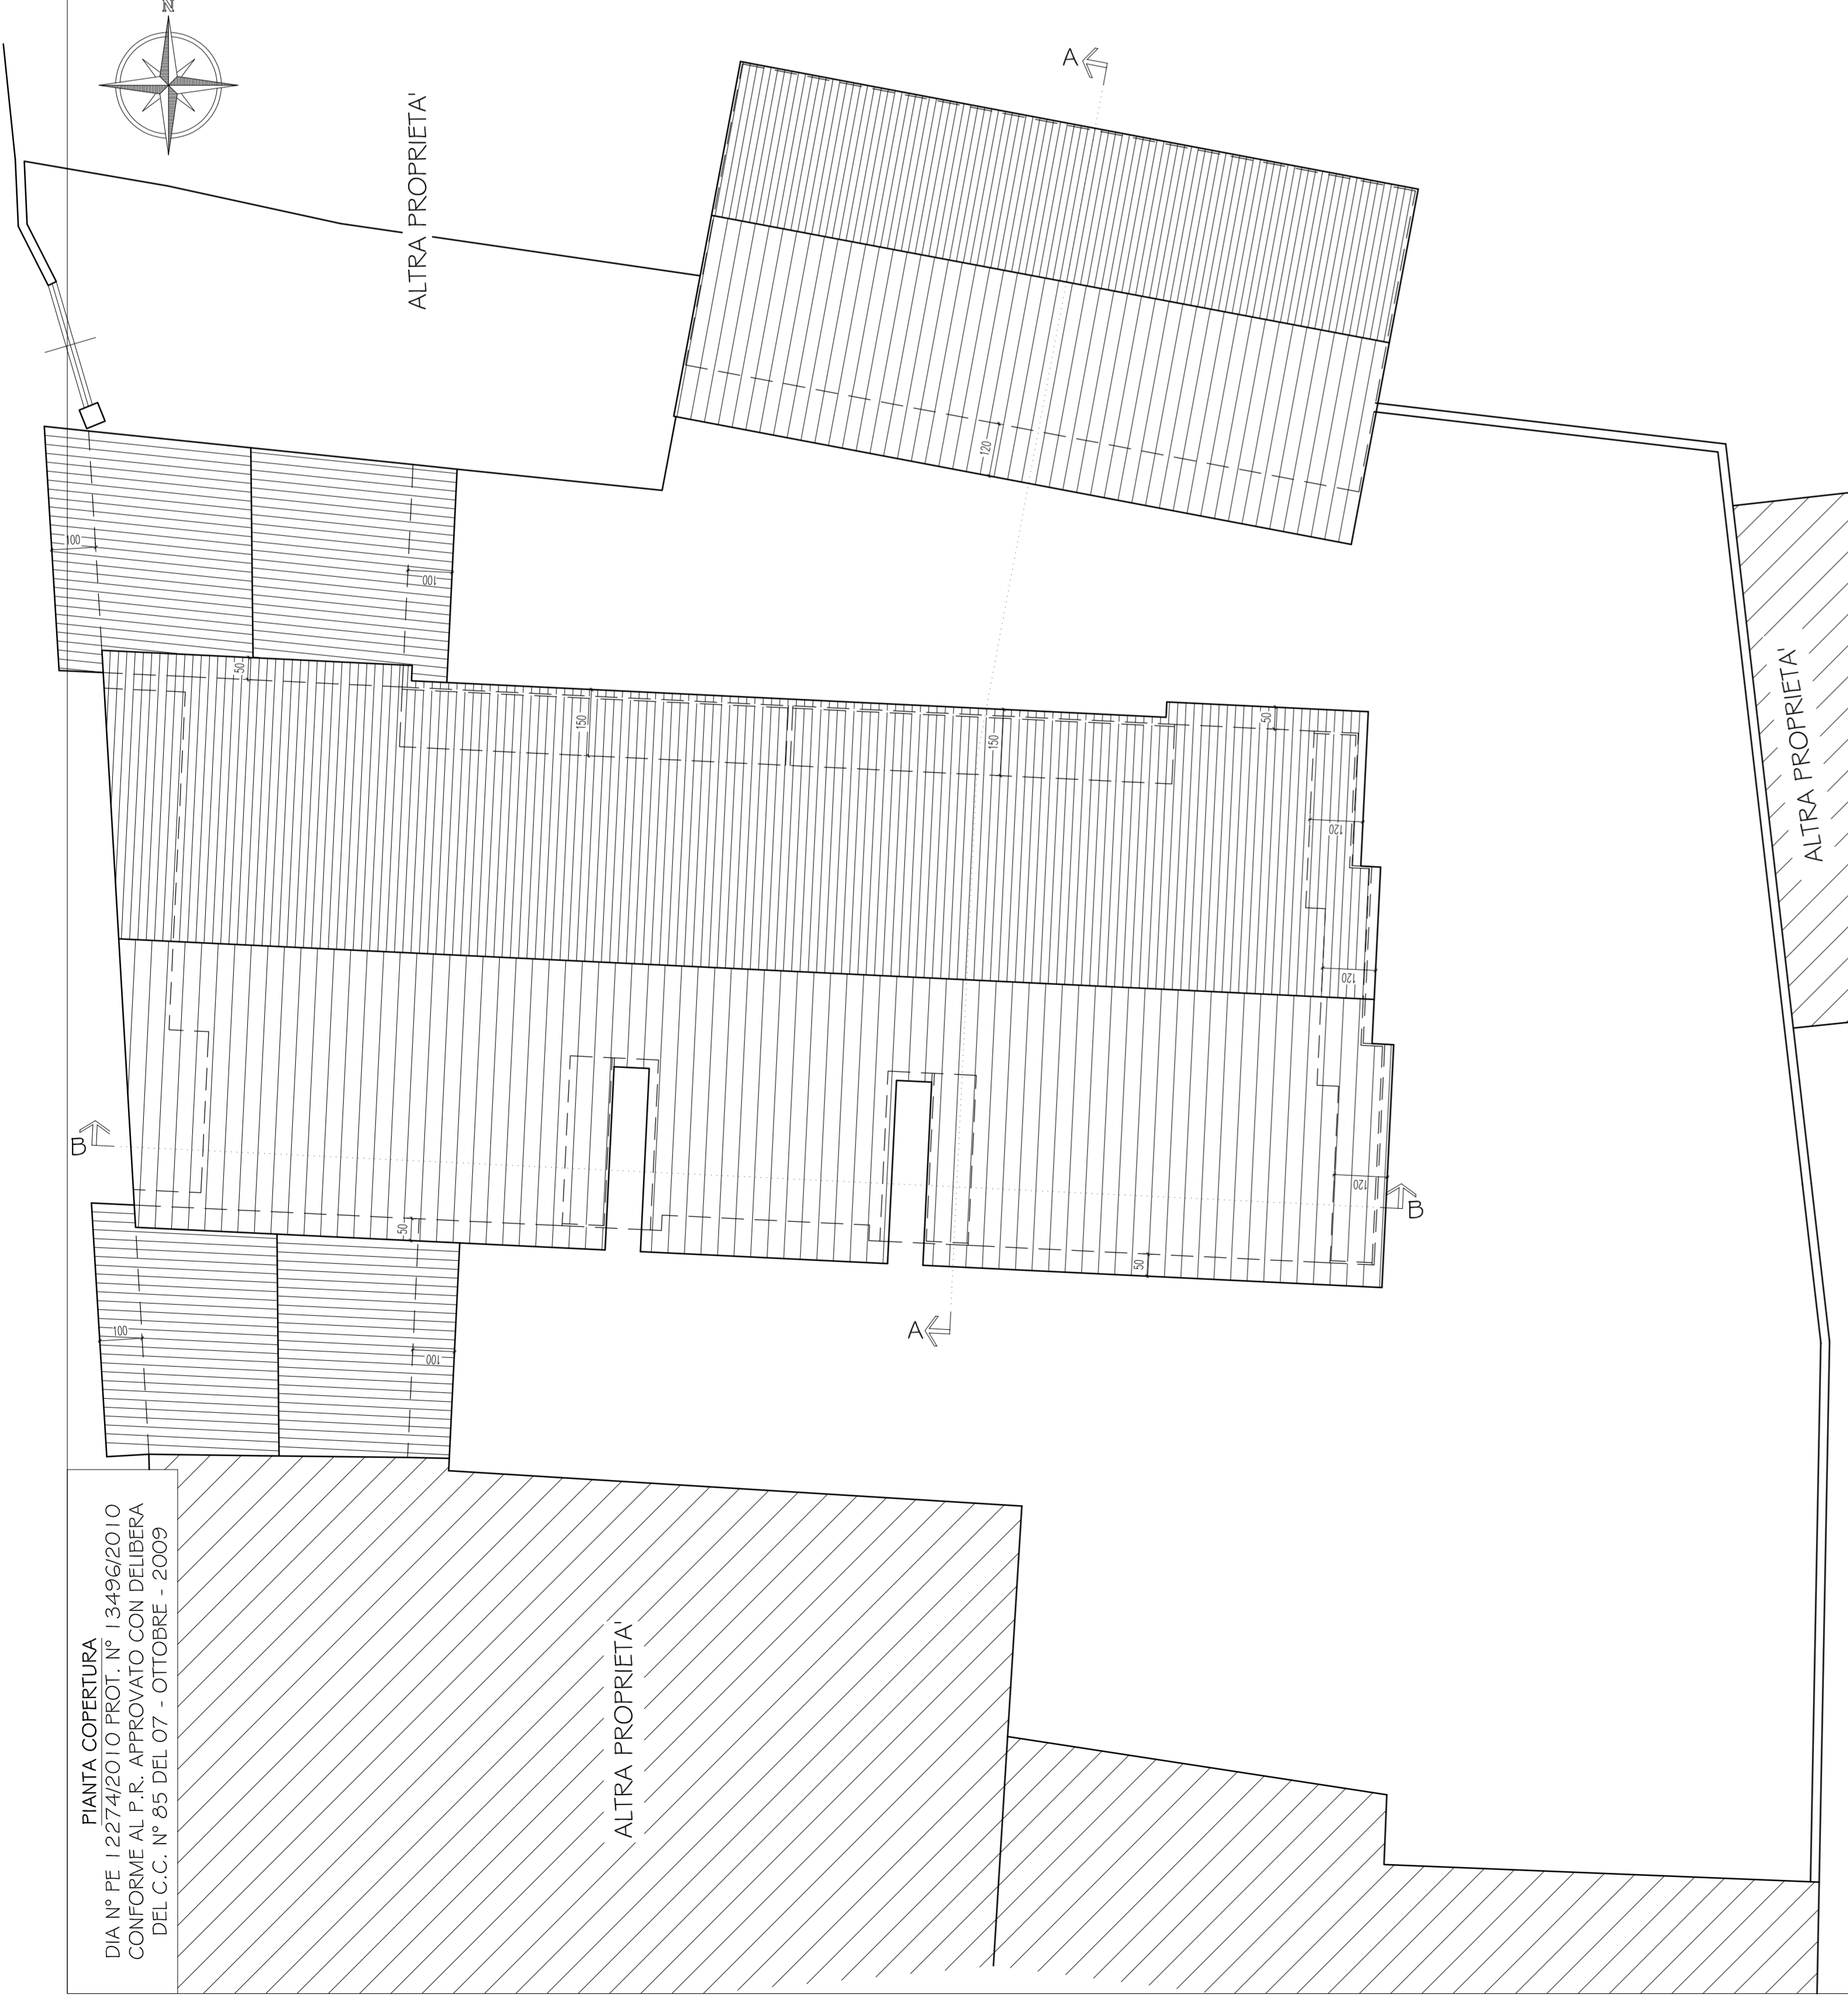 N
A
ALTRA PROPRIETA'
120
100
100
50
150
150
50
120
120
120
ALTRA PROPRIETA'
B
B
50
50
A
100
100
ALTRA PROPRIETA'
PIANTA COPERTURA
DIA N° PE 12274/2010 PROT. N° 13496/2010
CONFORME AL P.R. APPROVATO CON DELIBERA
DEL C.C. N° 85 DEL 07 - OTTOBRE - 2009